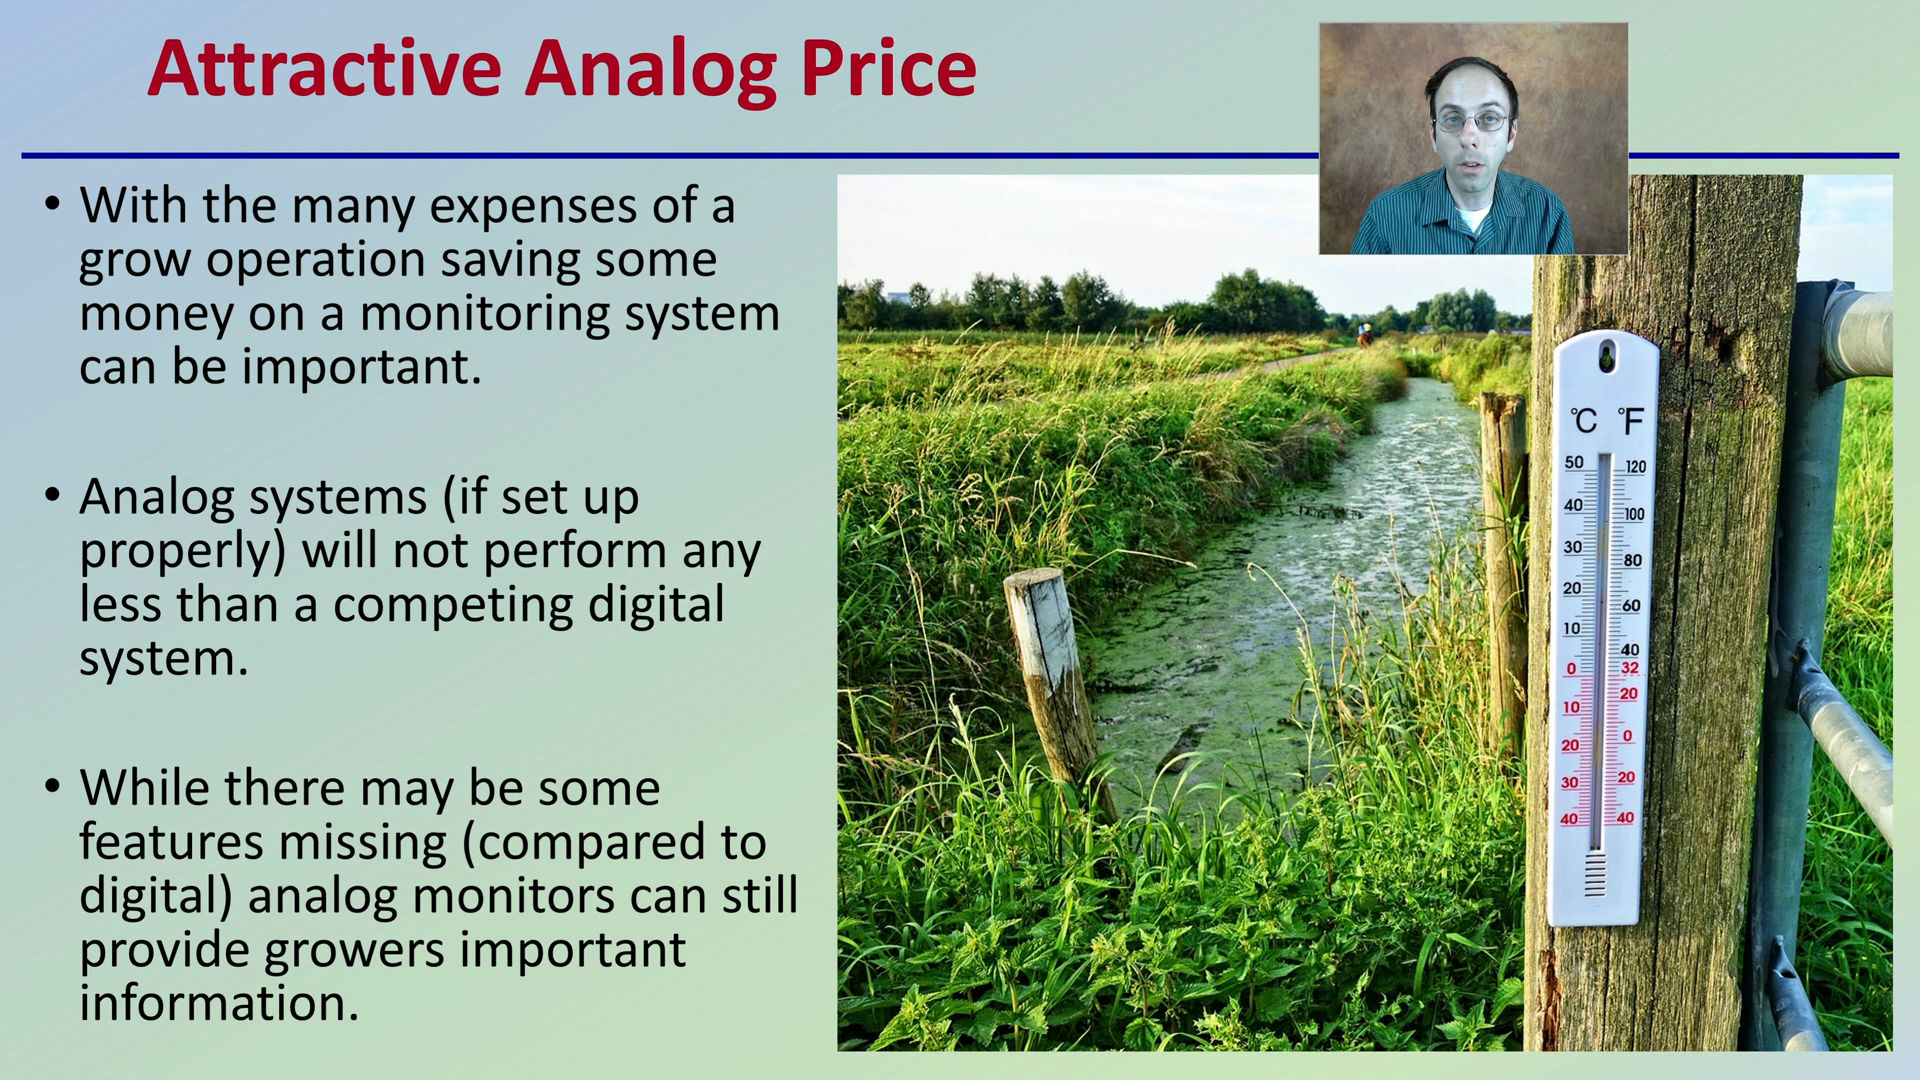 Attractive Analog Price
• With the many expenses of a
grow operation saving some
money on a monitoring system
can be important.
• Analog systems (if set up
properly) will not perform any
less than a competing digital
system.
• While there may be some
features missing (compared to
digital) analog monitors can still
provide growers important
information.
°C °F
50 120
40 100
30 80
20 60
10 40
0 32
10 20
20 0
30 20
40 40